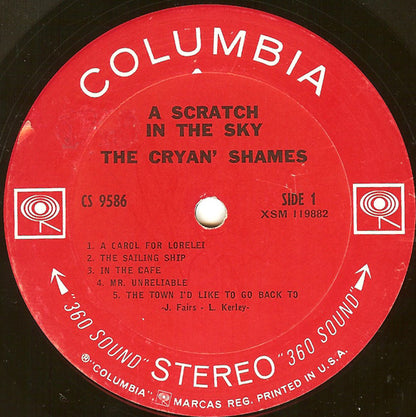 COLUMBIA
A SCRATCH
IN THE SKY
THE CRYAN' SHAMES
CS 9586
SIDE 1
XSM 119882
1. A CAROL FOR LORELEI
2. THE SAILING SHIP
3. IN THE CAFE
4. MR. UNRELIABLE
5. THE TOWN I'D LIKE TO GO BACK TO
-J. Fairs - L. Kerley-
"360 SOUND" STEREO "360 SOUND"
® "COLUMBIA", MARCAS REG. PRINTED IN U.S.A.